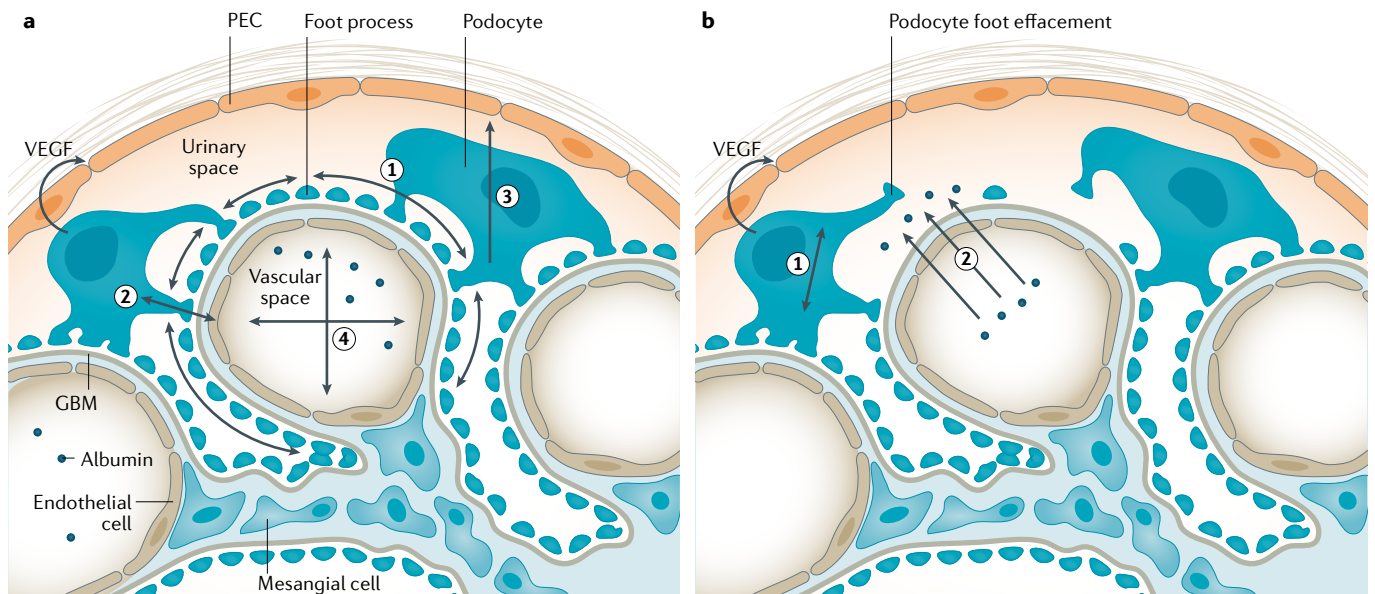 a
PEC
Foot process
Podocyte
VEGF
Urinary
space
1
3
2
Vascular
space
4
GBM
Albumin
Endothelial
cell
Mesangial cell
b
Podocyte foot effacement
VEGF
1
2